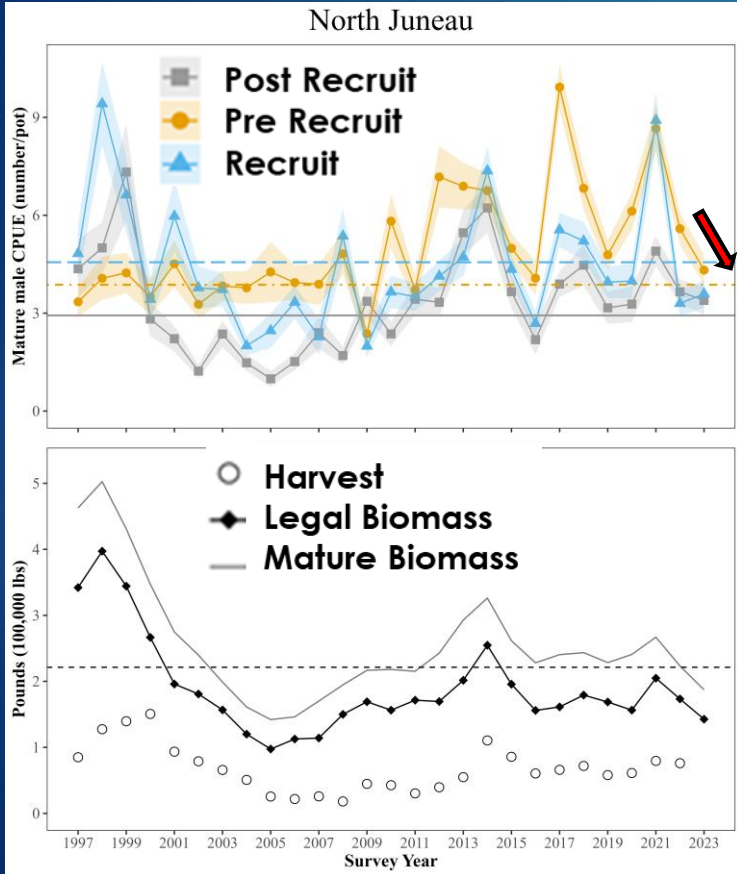 North Juneau
Post Recruit
Pre Recruit
Recruit
Mature male CPUE (number/pot)
9
6
3
0
Harvest
Legal Biomass
Mature Biomass
Pounds (100,000 lbs)
5
4
3
2
1
0
1997 1999 2001 2003 2005 2007 2009 2011 2013 2015 2017 2019 2021 2023
Survey Year